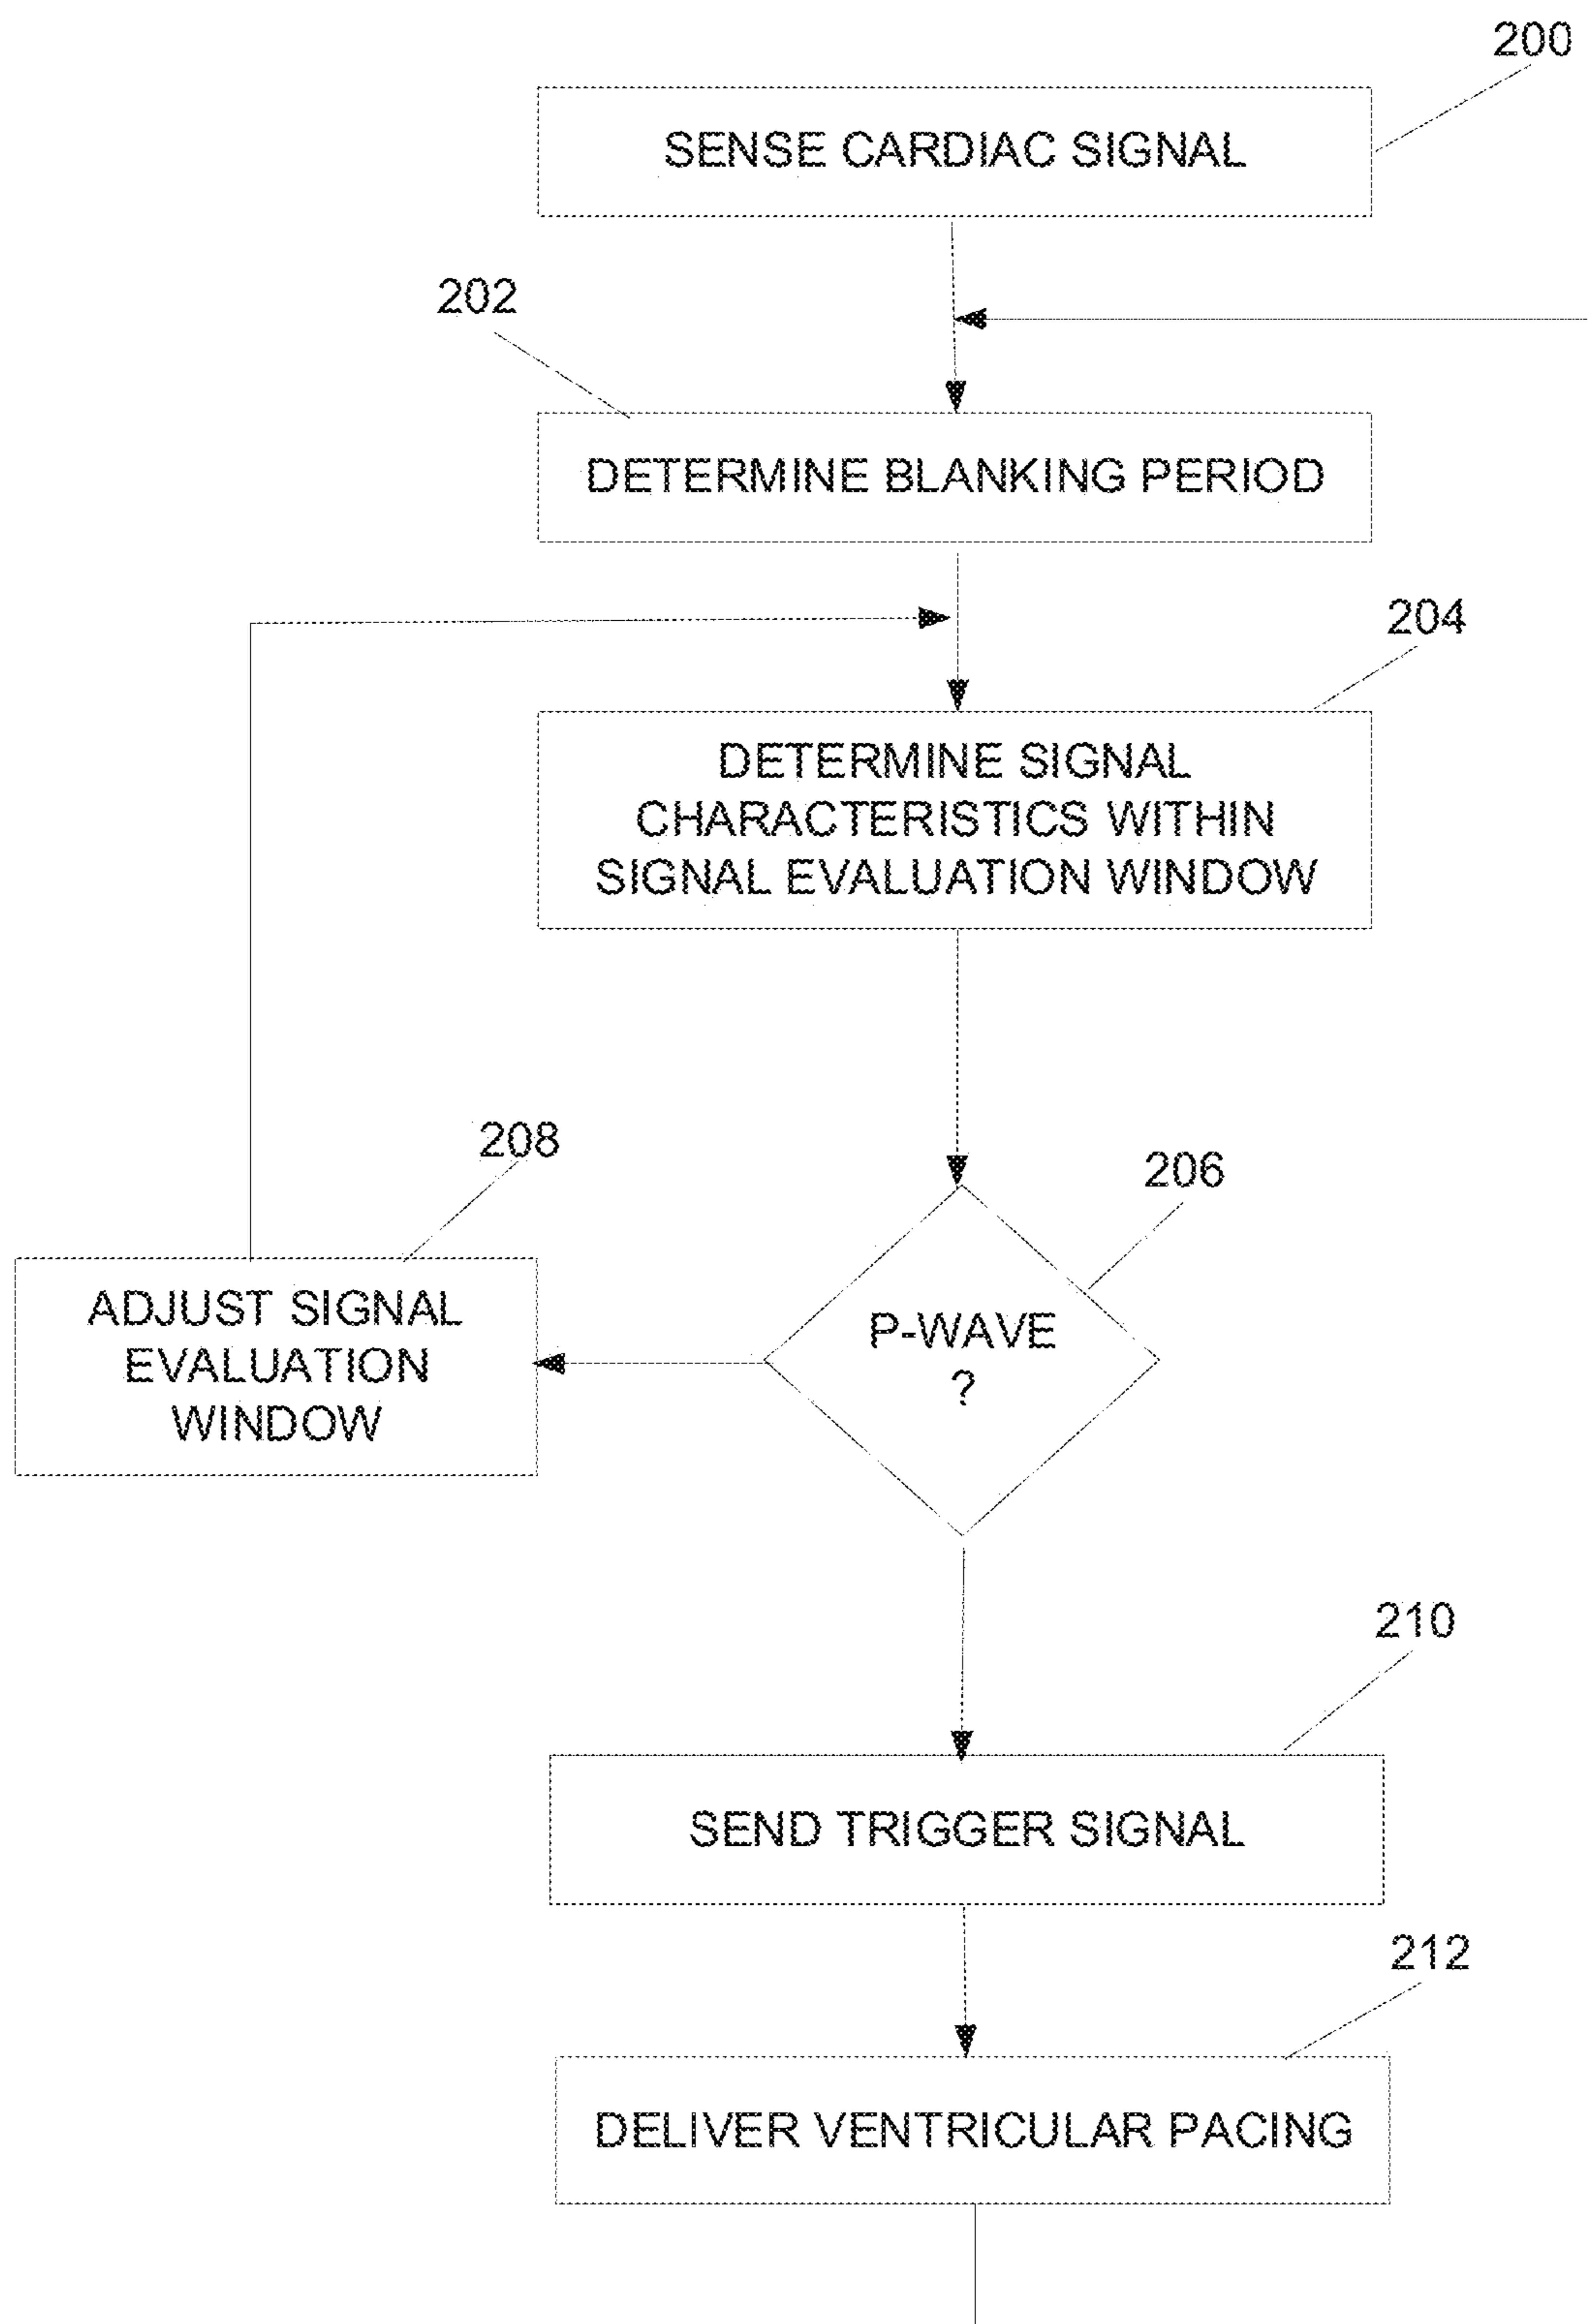 200
SENSE CARDIAC SIGNAL
202
DETERMINE BLANKING PERIOD
204
DETERMINE SIGNAL
CHARACTERISTICS WITHIN
SIGNAL EVALUATION WINDOW
208
206
ADJUST SIGNAL
EVALUATION
WINDOW
P-WAVE
?
210
SEND TRIGGER SIGNAL
212
DELIVER VENTRICULAR PACING